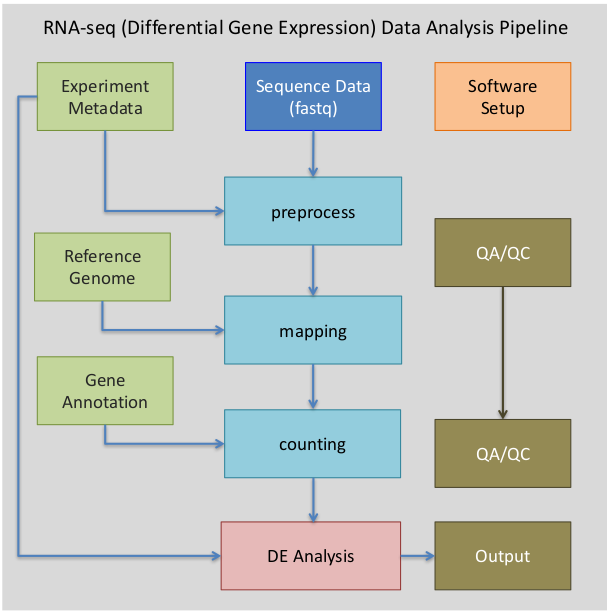 RNA-seq (Differential Gene Expression) Data Analysis Pipeline
Experiment
Metadata
Sequence Data
(fastq)
Software
Setup
preprocess
Reference
Genome
QA/QC
mapping
Gene
Annotation
counting
QA/QC
DE Analysis
Output